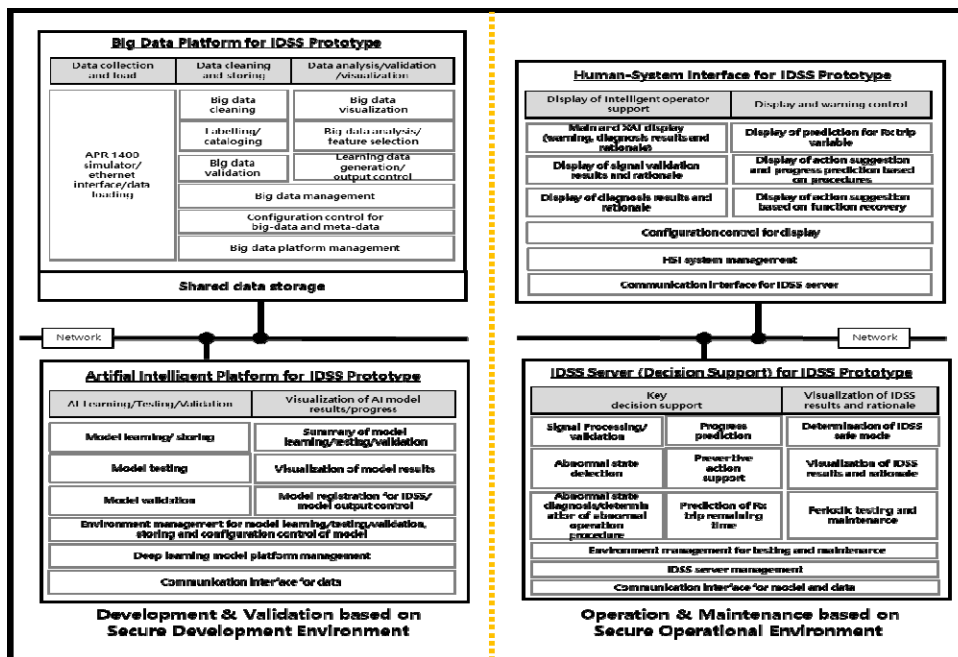 Big Data Platform for IDSS Prototype
Data collection
and load
Data cleaning
and storing
Data analysis/validation
/visualization
APR 1400
simulator/
ethernet
interface/data
loading
Big data
cleaning
Big data
visualization
Labelling/
cataloging
Big data analysis/
feature selection
Big data
validation
Learning data
generation/
output control
Big data management
Configuration control for
big-data and meta-data
Big data platform management
Shared data storage
Network
Artifial Intelligent Platform for IDSS Prototype
AI Learning/Testing/Validation
Visualization of AI model
results/progress
Model learning/ storing
Summary of model
learning/testing/validation
Model testing
Visualization of model results
Model validation
Model registration for IDSS/
model output control
Environment management for model learning/testing/validation,
storing and configuration control of model
Deep learning model platform management
Communication interface for data
Development & Validation based on
Secure Development Environment
Human-System Interface for IDSS Prototype
Display of Intelligent operator
support
Display and warning control
Main and XAI display
(warning, diagnosis results and
rationale)
Display of prediction for Rx trip
variable
Display of signal validation
results and rationale
Display of action suggestion
and progress prediction based
on procedures
Display of diagnosis results and
rationale
Display of action suggestion
based on function recovery
Configuration control for display
HSI system management
Communication interface for IDSS server
Network
IDSS Server (Decision Support) for IDSS Prototype
Key
decision support
Visualization of IDSS
results and rationale
Signal Processing/
validation
Progress
prediction
Determination of IDSS
safe mode
Abnormal state
detection
Preventive
action
support
Visualization of IDSS
results and rationale
Abnormal state
diagnosis/determin
ation of abnormal
operation
procedure
Prediction of Rx
trip remaining
time
Periodic testing and
maintenance
Environment management for testing and maintenance
IDSS server management
Communication interface for model and data
Operation & Maintenance based on
Secure Operational Environment